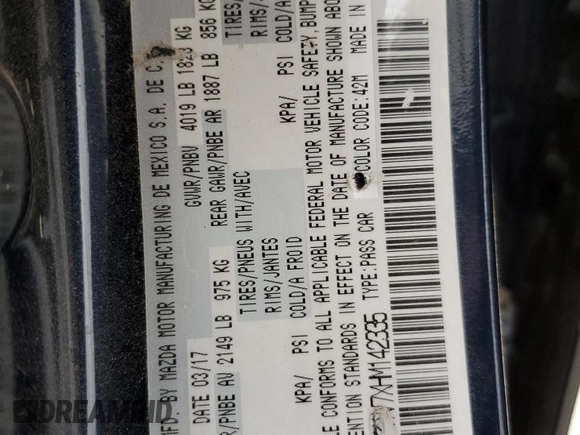 MFD. BY MAZDA MOTOR MANUFACTURING DE MEXICO S.A. DE C.
DATE 03/17 GVWR/PNBV 4019 LB 1823 KG
/PNBE AV 2149 LB 975 KG REAR GAWR/PNBE AR 1887 LB 856 KG
TIRES/PNEUS WITH/AVEC TIRES/
RIMS/JANTES RIMS/
KPA/ PSI COLD/A FROID KPA/ PSI COLD/A
LE CONFORMS TO ALL APPLICABLE FEDERAL MOTOR VEHICLE SAFETY, BUMP
ENTION STANDARDS IN EFFECT ON THE DATE OF MANUFACTURE SHOWN ABO
7XHM142335 TYPE:PASS CAR COLOR CODE:42M MADE IN
© DREAMBID